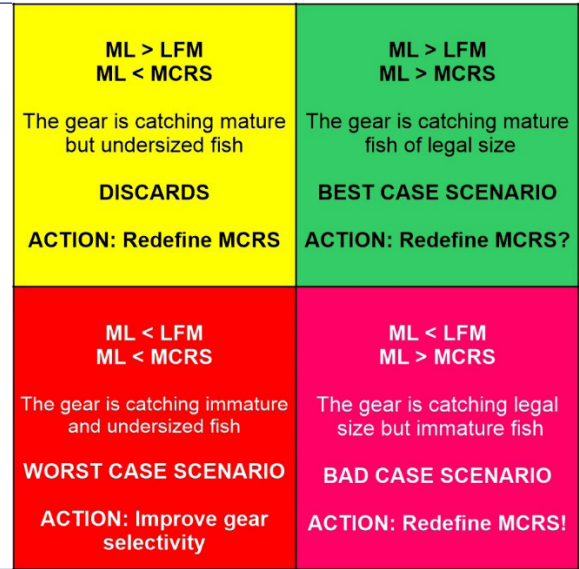 ML > LFM
ML < MCRS
The gear is catching mature
but undersized fish
DISCARDS
ACTION: Redefine MCRS
ML > LFM
ML > MCRS
The gear is catching mature
fish of legal size
BEST CASE SCENARIO
ACTION: Redefine MCRS?
ML < LFM
ML < MCRS
The gear is catching immature
and undersized fish
WORST CASE SCENARIO
ACTION: Improve gear
selectivity
ML < LFM
ML > MCRS
The gear is catching legal
size but immature fish
BAD CASE SCENARIO
ACTION: Redefine MCRS!